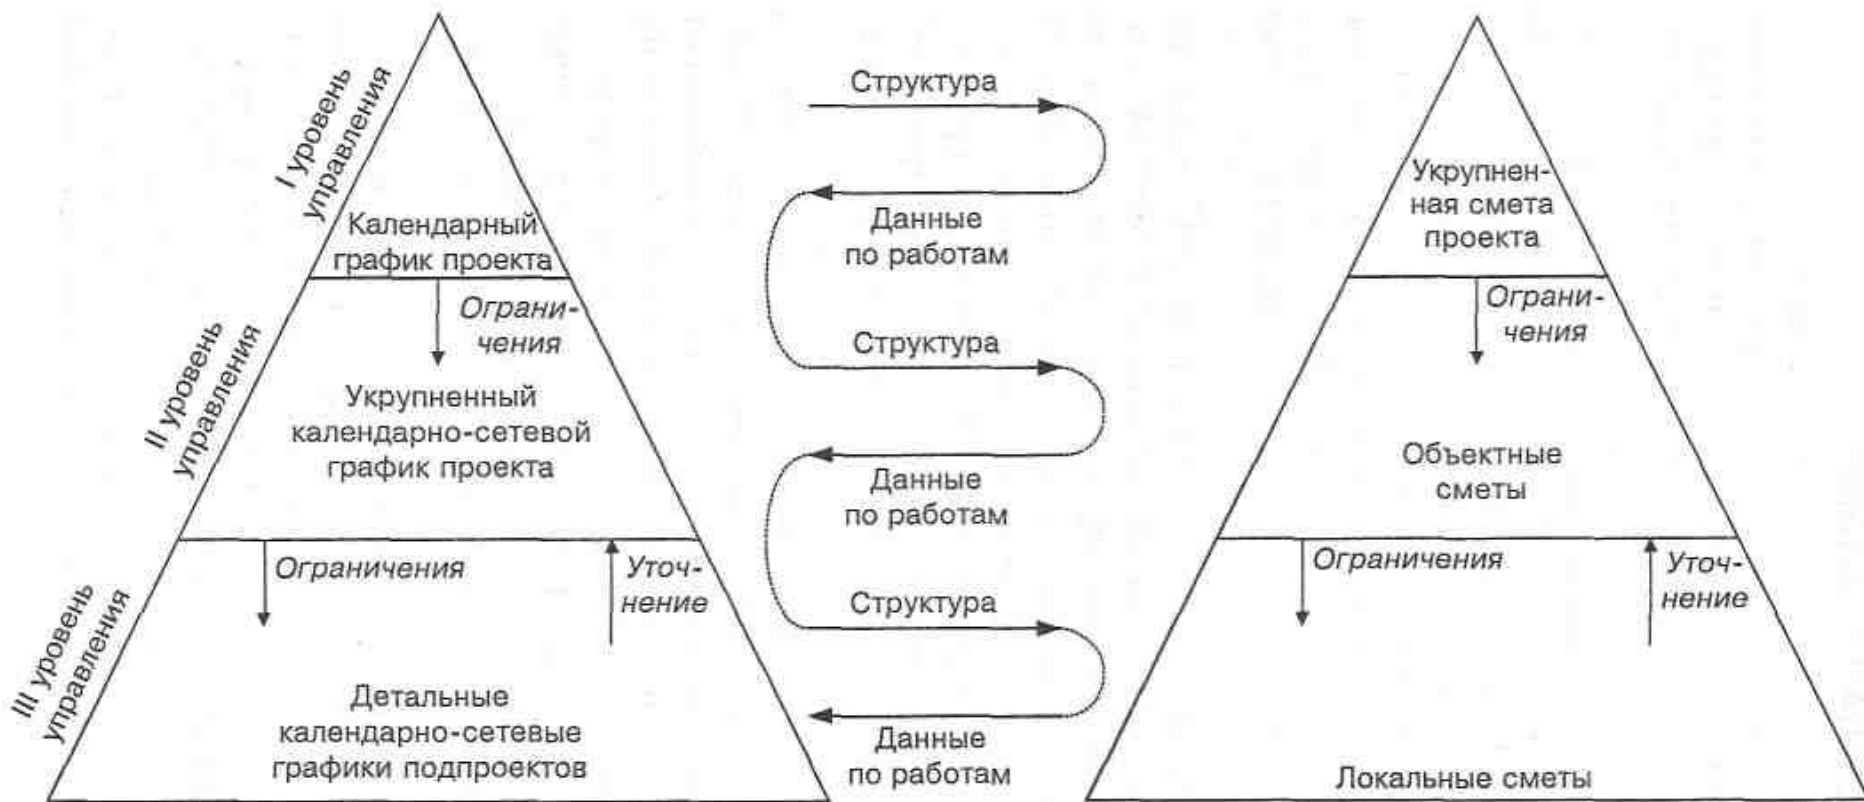 I уровень
управления
Календарный
график проекта
Ограни-
чения
II уровень
управления
Укрупненный
календарно-сетевой
график проекта
Ограничения
Уточ-
нение
III уровень
управления
Детальные
календарно-сетевые
графики подпроектов
Структура
Данные
по работам
Структура
Данные
по работам
Структура
Данные
по работам
Укрупнен-
ная смета
проекта
Ограни-
чения
Объектные
сметы
Ограничения
Уточ-
нение
Локальные сметы